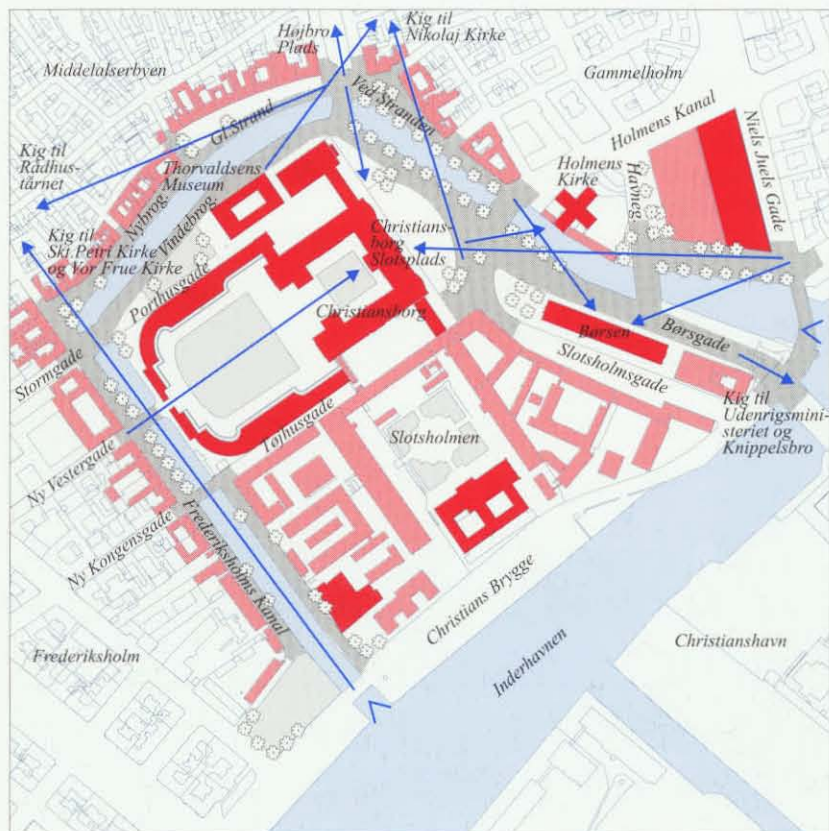 Højbro
Plads
Kig til
Nikolaj Kirke
Middelalserbyen
Gammelholm
Gl.Strand
Ved Stranden
Holmens Kanal
Niels Juels Gade
Kig til
Rådhus-
tårnet
Thorvaldsens
Museum
Holmens
Kirke
Havneg.
Nybrog.
Vindebrog.
Kig til
Skt.Petri Kirke
og Vor Frue Kirke
Christians-
borg
Slotsplads
Porthusgade
Christiansborg
Børsen
Børsgade
Stormgade
Slotsholmsgade
Tøjhusgade
Kig til
Udenrigsmini-
steriet og
Knippelsbro
Slotsholmen
Ny Vestergade
Ny Kongensgade
Frederiksholms Kanal
Christians Brygge
Frederiksholm
Inderhavnen
Christianshavn